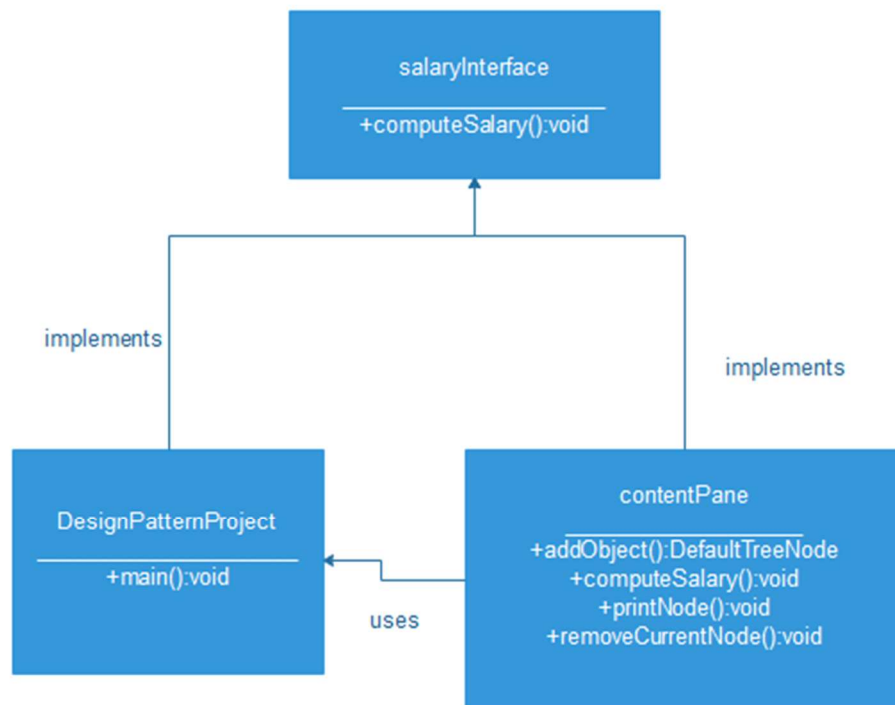 salaryInterface
+computeSalary():void
implements
implements
DesignPatternProject
+main():void
uses
contentPane
+addObject():DefaultTreeNode
+computeSalary():void
+printNode():void
+removeCurrentNode():void